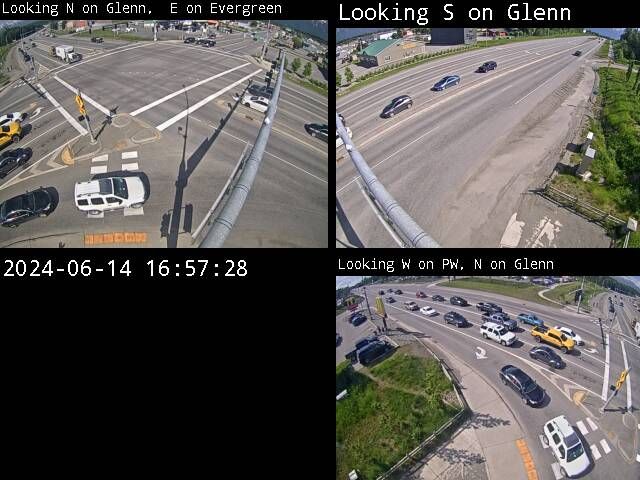 Looking N on Glenn,  E on Evergreen
Looking S on Glenn
2024-06-14 16:57:28
Looking W on PW, N on Glenn